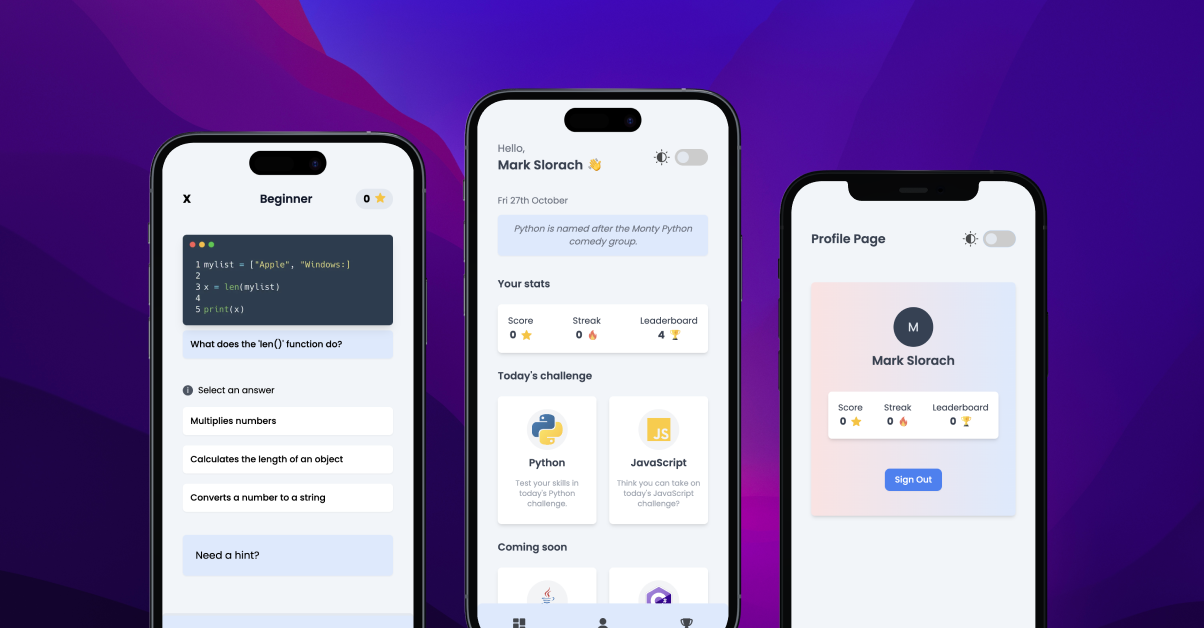 X
Beginner
0
1 mylist = ["Apple", "Windows:]
2
3 x = len(mylist)
4
5 print(x)
What does the 'len()' function do?
i Select an answer
Multiplies numbers
Calculates the length of an object
Converts a number to a string
Need a hint?
Hello,
Mark Slorach 👋
Fri 27th October
Python is named after the Monty Python
comedy group.
Your stats
Score Streak Leaderboard
0 ⭐ 0 🔥 4 🏆
Today's challenge
JS
Python
Test your skills in
today's Python
challenge.
JavaScript
Think you can take on
today's JavaScript
challenge?
Coming soon
Profile Page
M
Mark Slorach
Score Streak Leaderboard
0 ⭐ 0 🔥 0 🏆
Sign Out